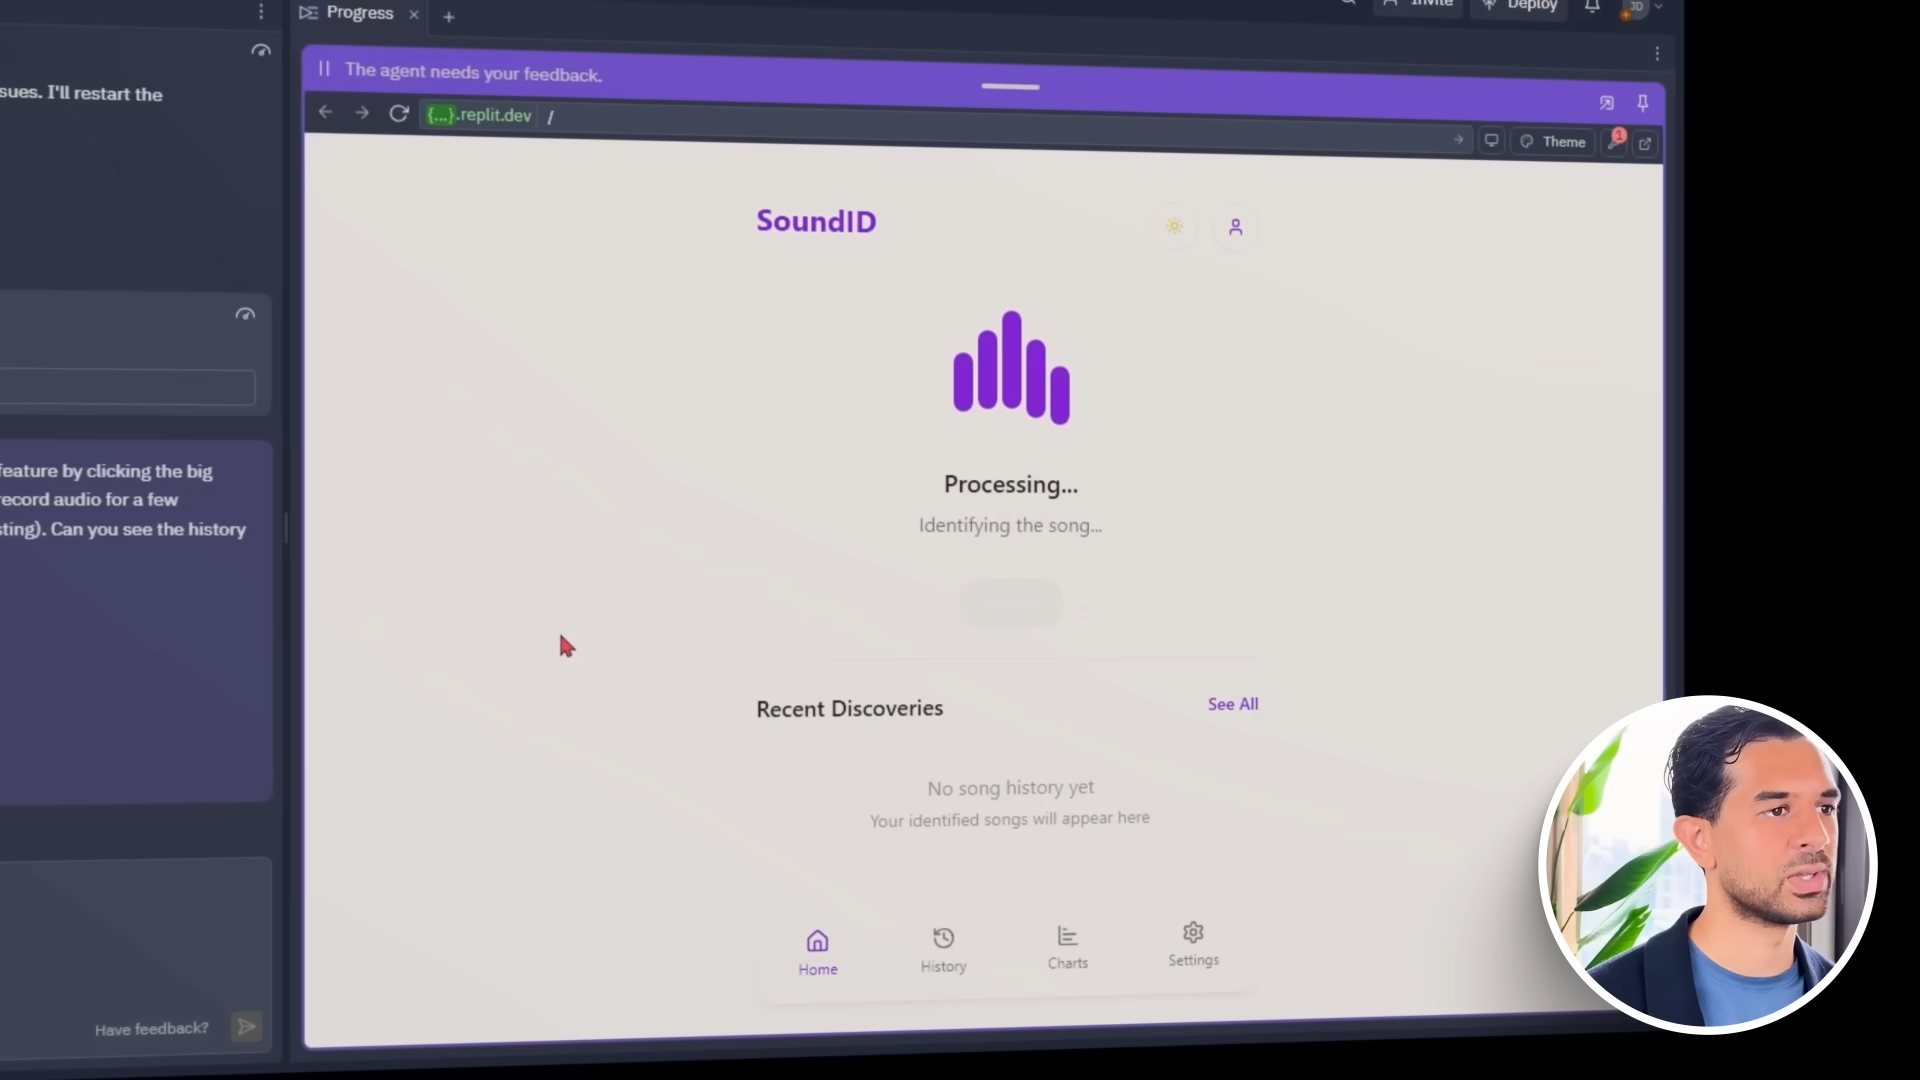 Progress
Invite
Deploy
JD
sues. I'll restart the
The agent needs your feedback.
{...}.replit.dev /
Theme
1
SoundID
Processing...
Identifying the song...
feature by clicking the big
record audio for a few
sting). Can you see the history
Recent Discoveries
See All
No song history yet
Your identified songs will appear here
Home
History
Charts
Settings
Have feedback?